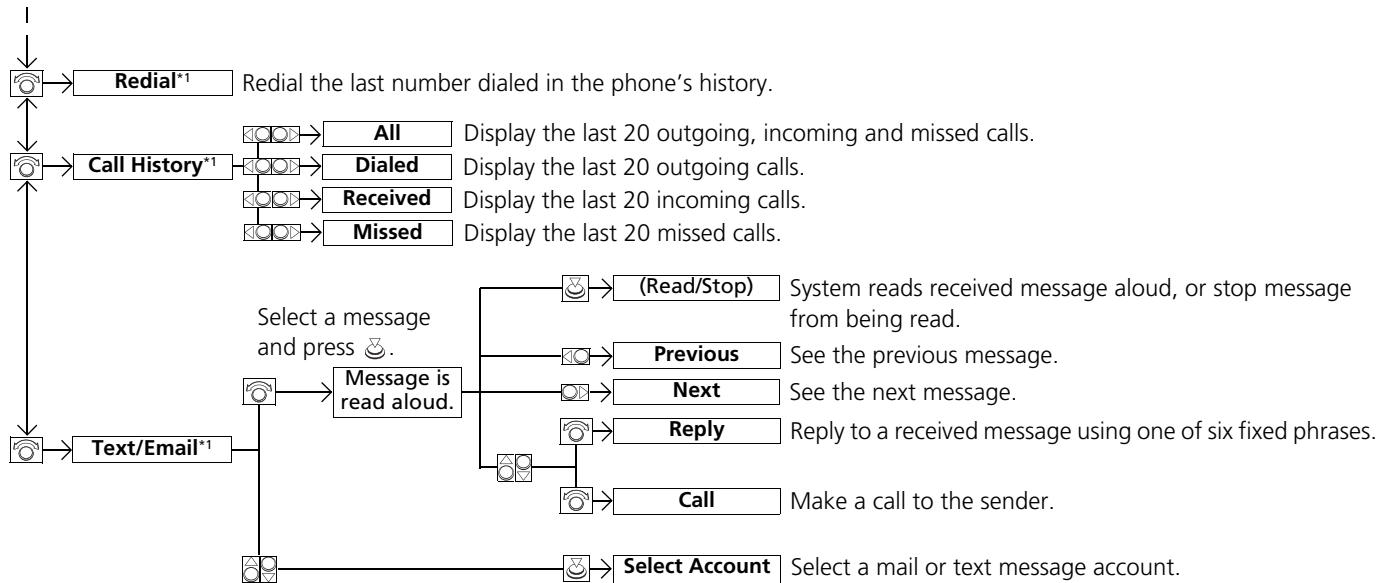 Redial*1 Redial the last number dialed in the phone’s history.
All Display the last 20 outgoing, incoming and missed calls.
Call History*1 Dialed Display the last 20 outgoing calls.
Received Display the last 20 incoming calls.
Missed Display the last 20 missed calls.
(Read/Stop) System reads received message aloud, or stop message
from being read.
Select a message
and press .
Previous See the previous message.
Message is
read aloud.
Next See the next message.
Reply Reply to a received message using one of six fixed phrases.
Text/Email*1
Call Make a call to the sender.
Select Account Select a mail or text message account.